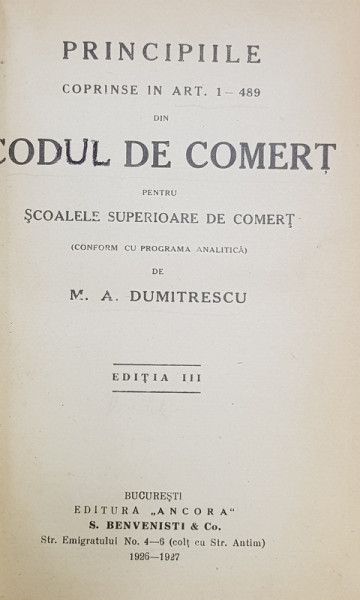 PRINCIPIILE
COPRINSE IN ART. 1 — 489
DIN
CODUL DE COMERȚ
PENTRU
ȘCOALELE SUPERIOARE DE COMERȚ
(CONFORM CU PROGRAMA ANALITICĂ)
DE
M. A. DUMITRESCU
EDIȚIA III
BUCUREȘTI
EDITURA „ANCORA"
S. BENVENISTI & Co.
Str. Emigratului No. 4—6 (colț cu Str. Antim)
1926—1927